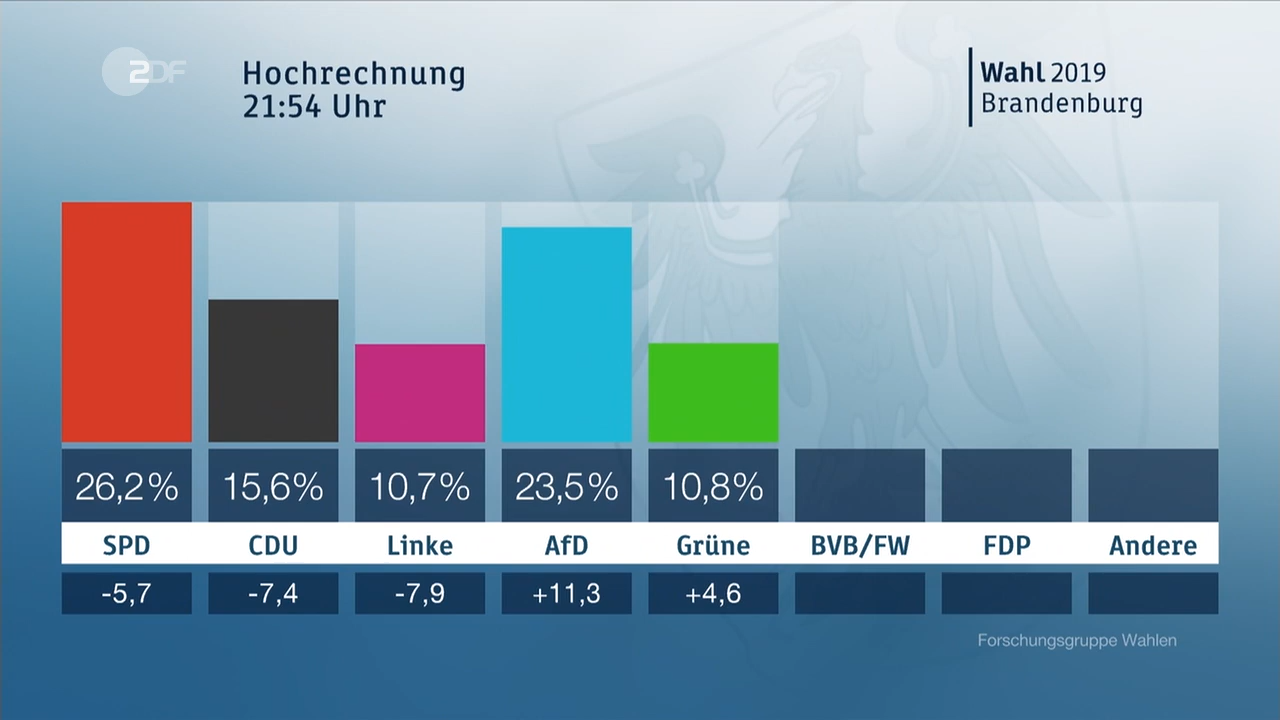 ZDF
Hochrechnung
21:54 Uhr
Wahl 2019
Brandenburg
26,2% 15,6% 10,7% 23,5% 10,8%
SPD CDU Linke AfD Grüne BVB/FW FDP Andere
-5,7 -7,4 -7,9 +11,3 +4,6
Forschungsgruppe Wahlen